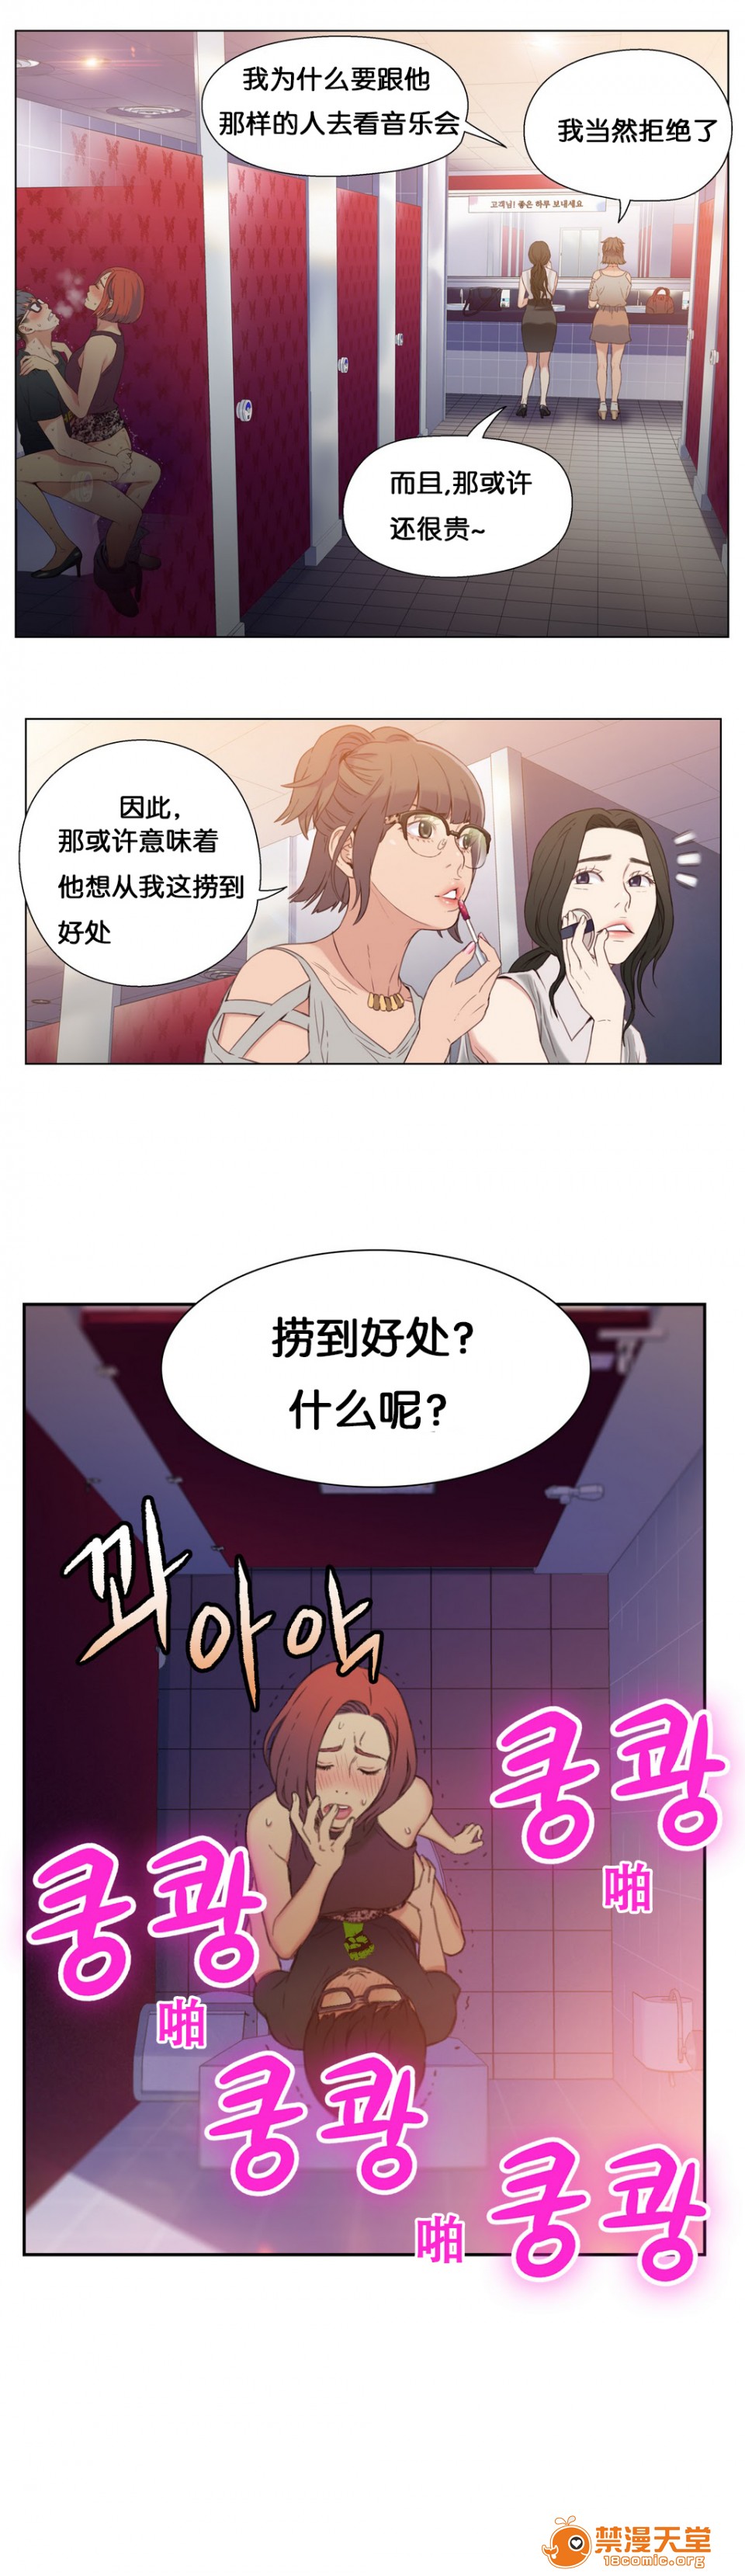 我为什么要跟他
那样的人去看音乐会
我当然拒绝了
고객님! 좋은 하루 보내세요
而且,那或许
还很贵~
因此,
那或许意味着
他想从我这捞到
好处
捞到好处?
什么呢?
꽈아악
쿵쾅
啪
쿵쾅
啪
쿵쾅
쿵쾅
啪
禁漫天堂
18comic.org